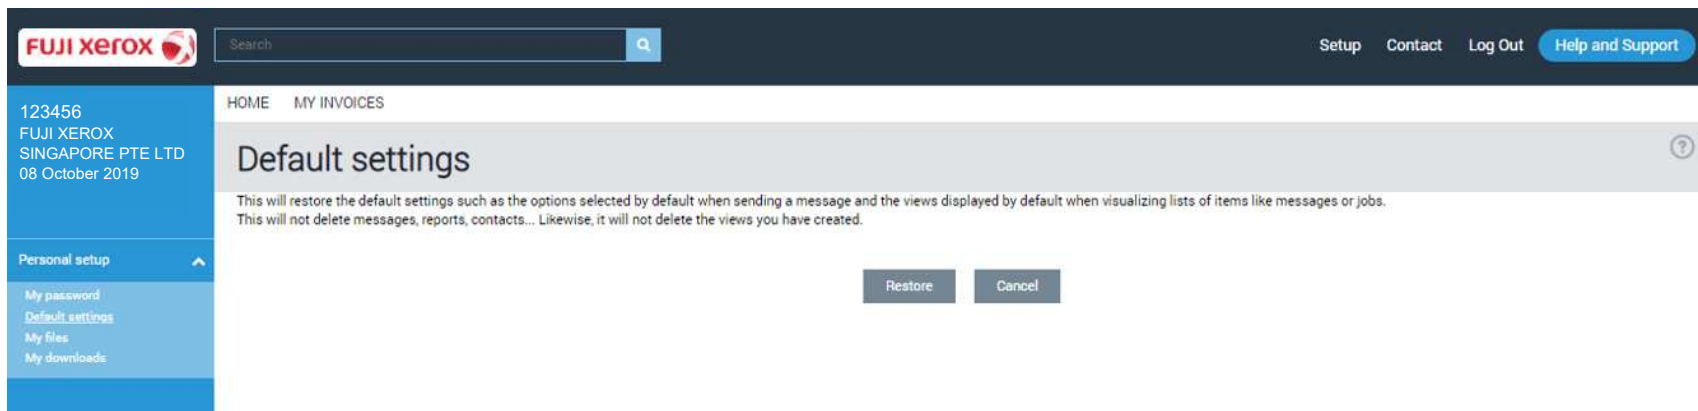 FUJI xerox
Search
Setup Contact Log Out Help and Support
123456
FUJI XEROX
SINGAPORE PTE LTD
08 October 2019
HOME MY INVOICES
Default settings
?
This will restore the default settings such as the options selected by default when sending a message and the views displayed by default when visualizing lists of items like messages or jobs.
This will not delete messages, reports, contacts... Likewise, it will not delete the views you have created.
Personal setup
My password
Default settings
My files
My downloads
Restore Cancel